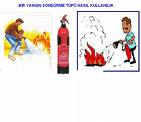 BİR YANGIN SÖNDÜRME TÜPÜ NASIL KULLANILIR.